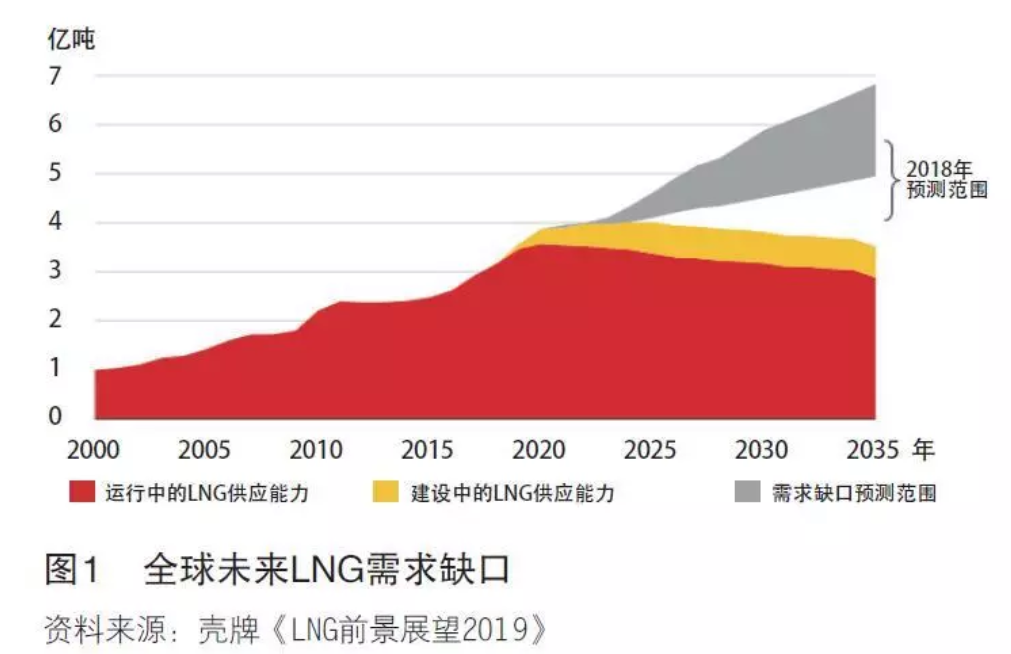 亿吨
7
6
5
4
3
2
1
0
2018年
预测范围
2000 2005 2010 2015 2020 2025 2030 2035 年
运行中的LNG供应能力 建设中的LNG供应能力 需求缺口预测范围
图1 全球未来LNG需求缺口
资料来源：壳牌《LNG前景展望2019》